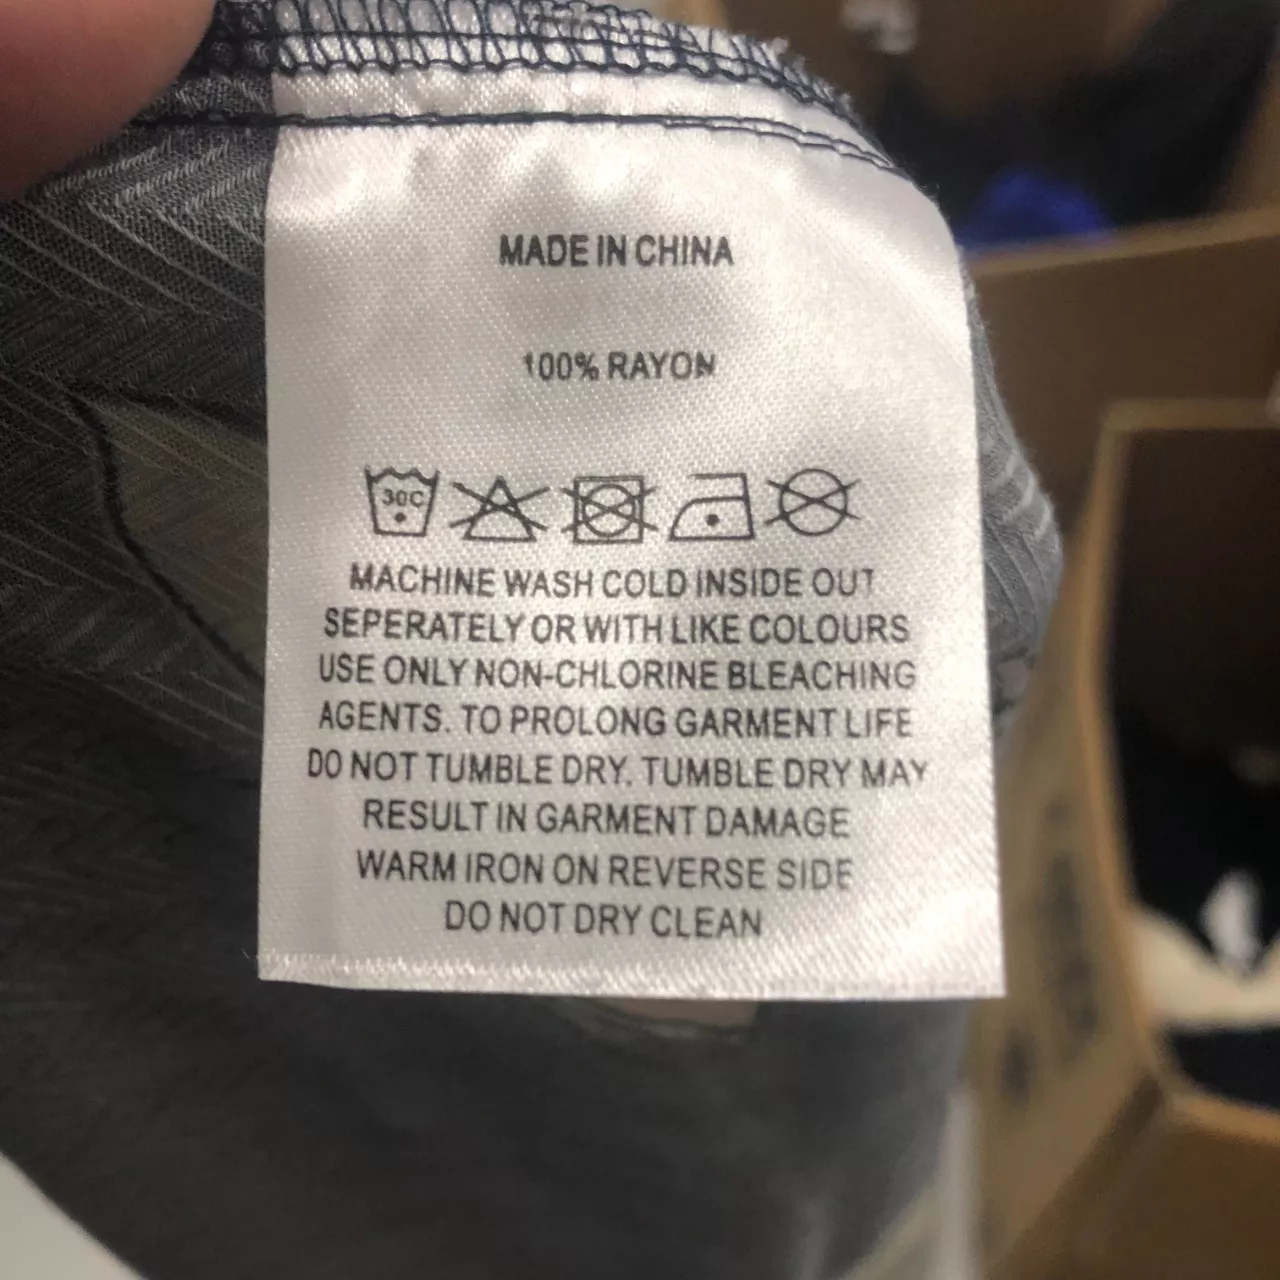 MADE IN CHINA
100% RAYON
30C
MACHINE WASH COLD INSIDE OUT
SEPERATELY OR WITH LIKE COLOURS
USE ONLY NON-CHLORINE BLEACHING
AGENTS. TO PROLONG GARMENT LIFE
DO NOT TUMBLE DRY. TUMBLE DRY MAY
RESULT IN GARMENT DAMAGE
WARM IRON ON REVERSE SIDE
DO NOT DRY CLEAN